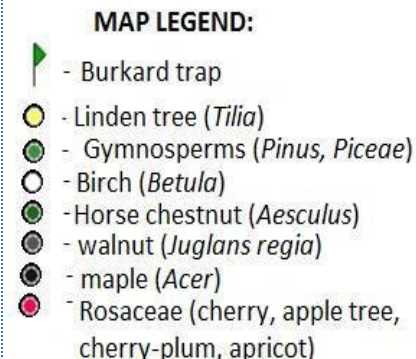 MAP LEGEND:
- Burkard trap
- Linden tree (Tilia)
- Gymnosperms (Pinus, Piceae)
- Birch (Betula)
- Horse chestnut (Aesculus)
- walnut (Juglans regia)
- maple (Acer)
- Rosaceae (cherry, apple tree,
cherry-plum, apricot)